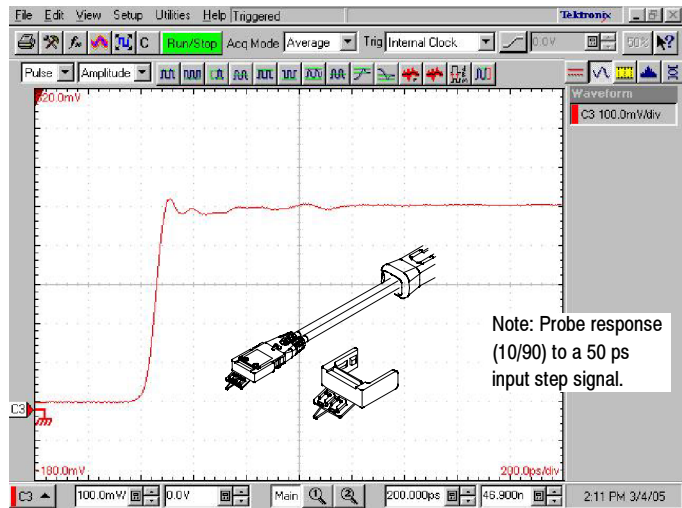 File Edit View Setup Utilities Help Triggered Tektronix
C Run/Stop Acq Mode Average Trig Internal Clock 0.0V 50%
Pulse Amplitude
820.0mV
Waveform
C3 100.0mV/div
Note: Probe response
(10/90) to a 50 ps
input step signal.
C3
-180.0mV 200.0ps/div
C3 100.0mV 0.0V Main 1 2 200.000ps 46.900n 2:11 PM 3/4/05